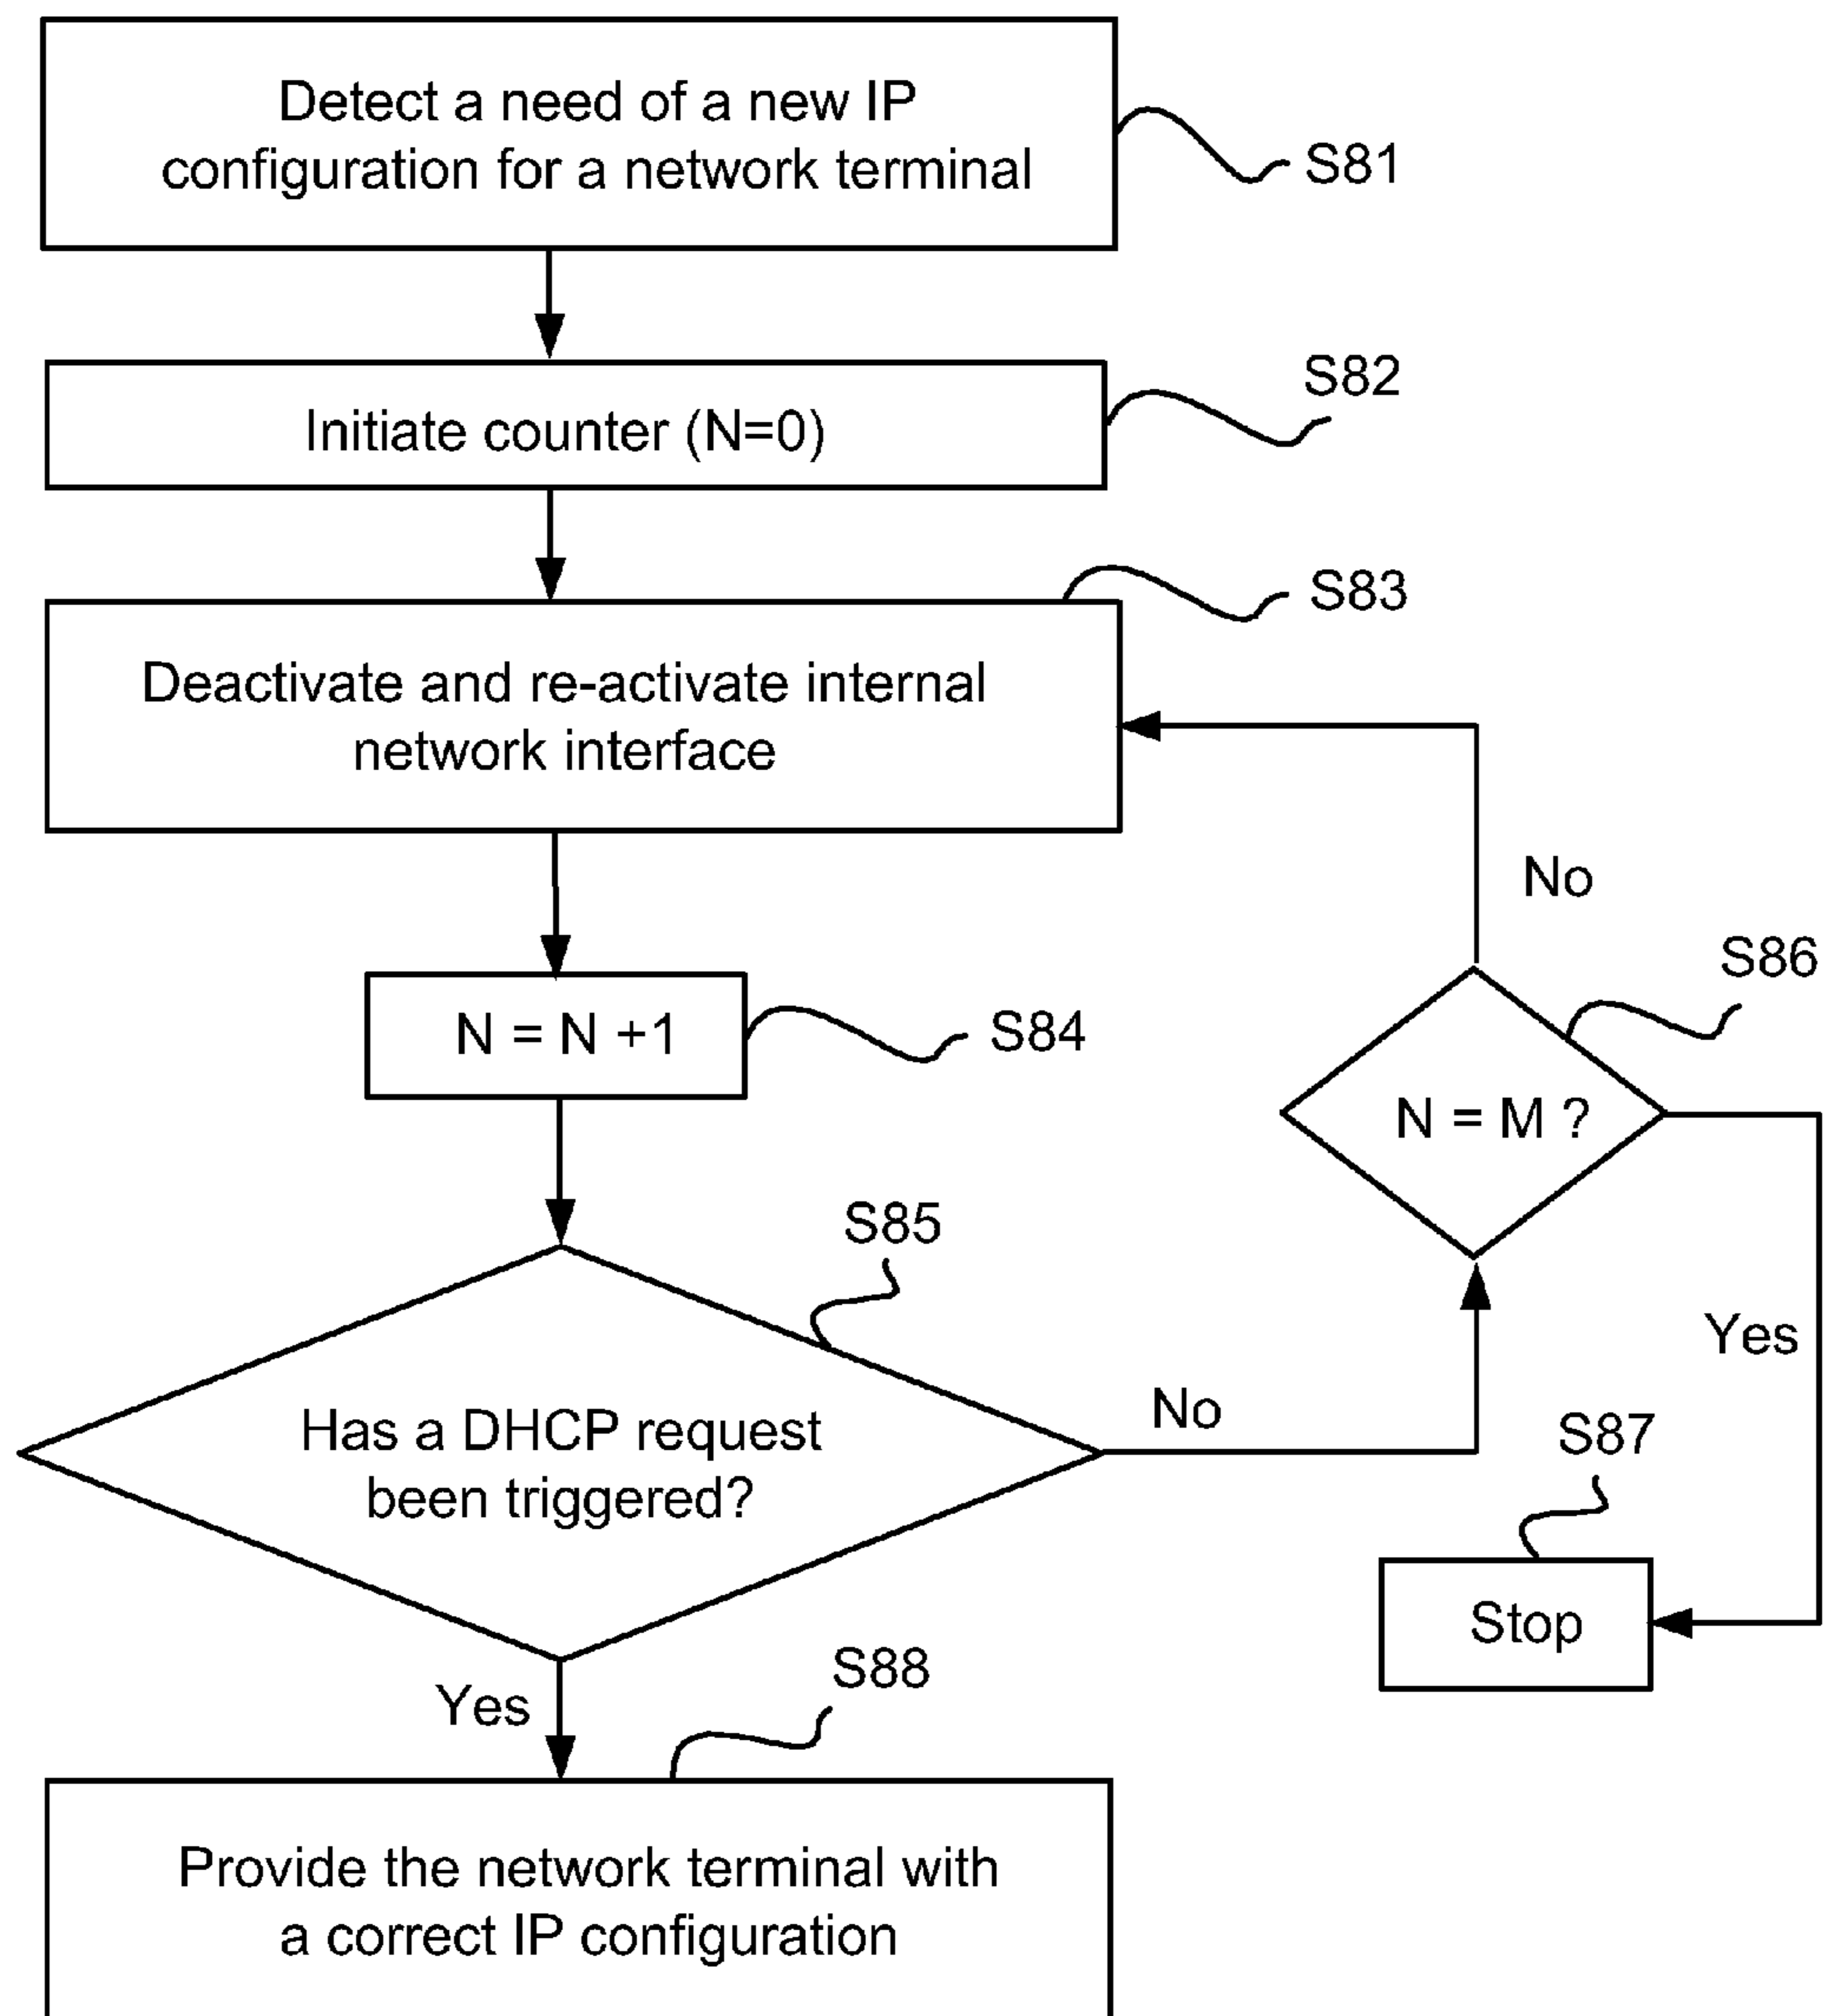 Detect a need of a new IP
configuration for a network terminal
S81
S82
Initiate counter (N=0)
S83
Deactivate and re-activate internal
network interface
No
S86
N = N +1
S84
N = M ?
S85
Yes
Has a DHCP request
been triggered?
No
S87
Stop
Yes
S88
Provide the network terminal with
a correct IP configuration